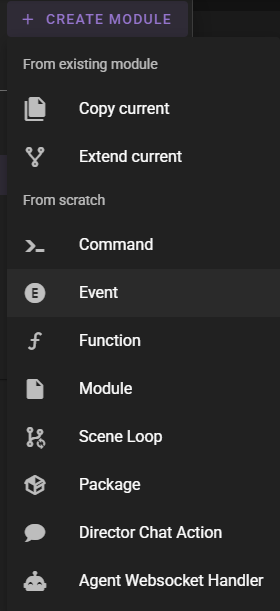 + CREATE MODULE
From existing module
Copy current
Extend current
From scratch
Command
Event
Function
Module
Scene Loop
Package
Director Chat Action
Agent Websocket Handler